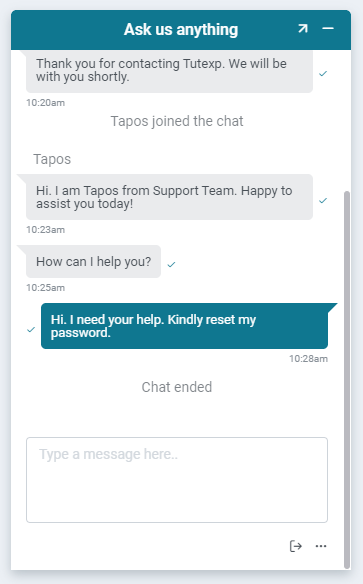 Ask us anything
Thank you for contacting Tutexp. We will be
with you shortly.
10:20am
Tapos joined the chat
Tapos
Hi. I am Tapos from Support Team. Happy to
assist you today!
10:23am
How can I help you?
10:25am
Hi. I need your help. Kindly reset my
password.
10:28am
Chat ended
Type a message here..